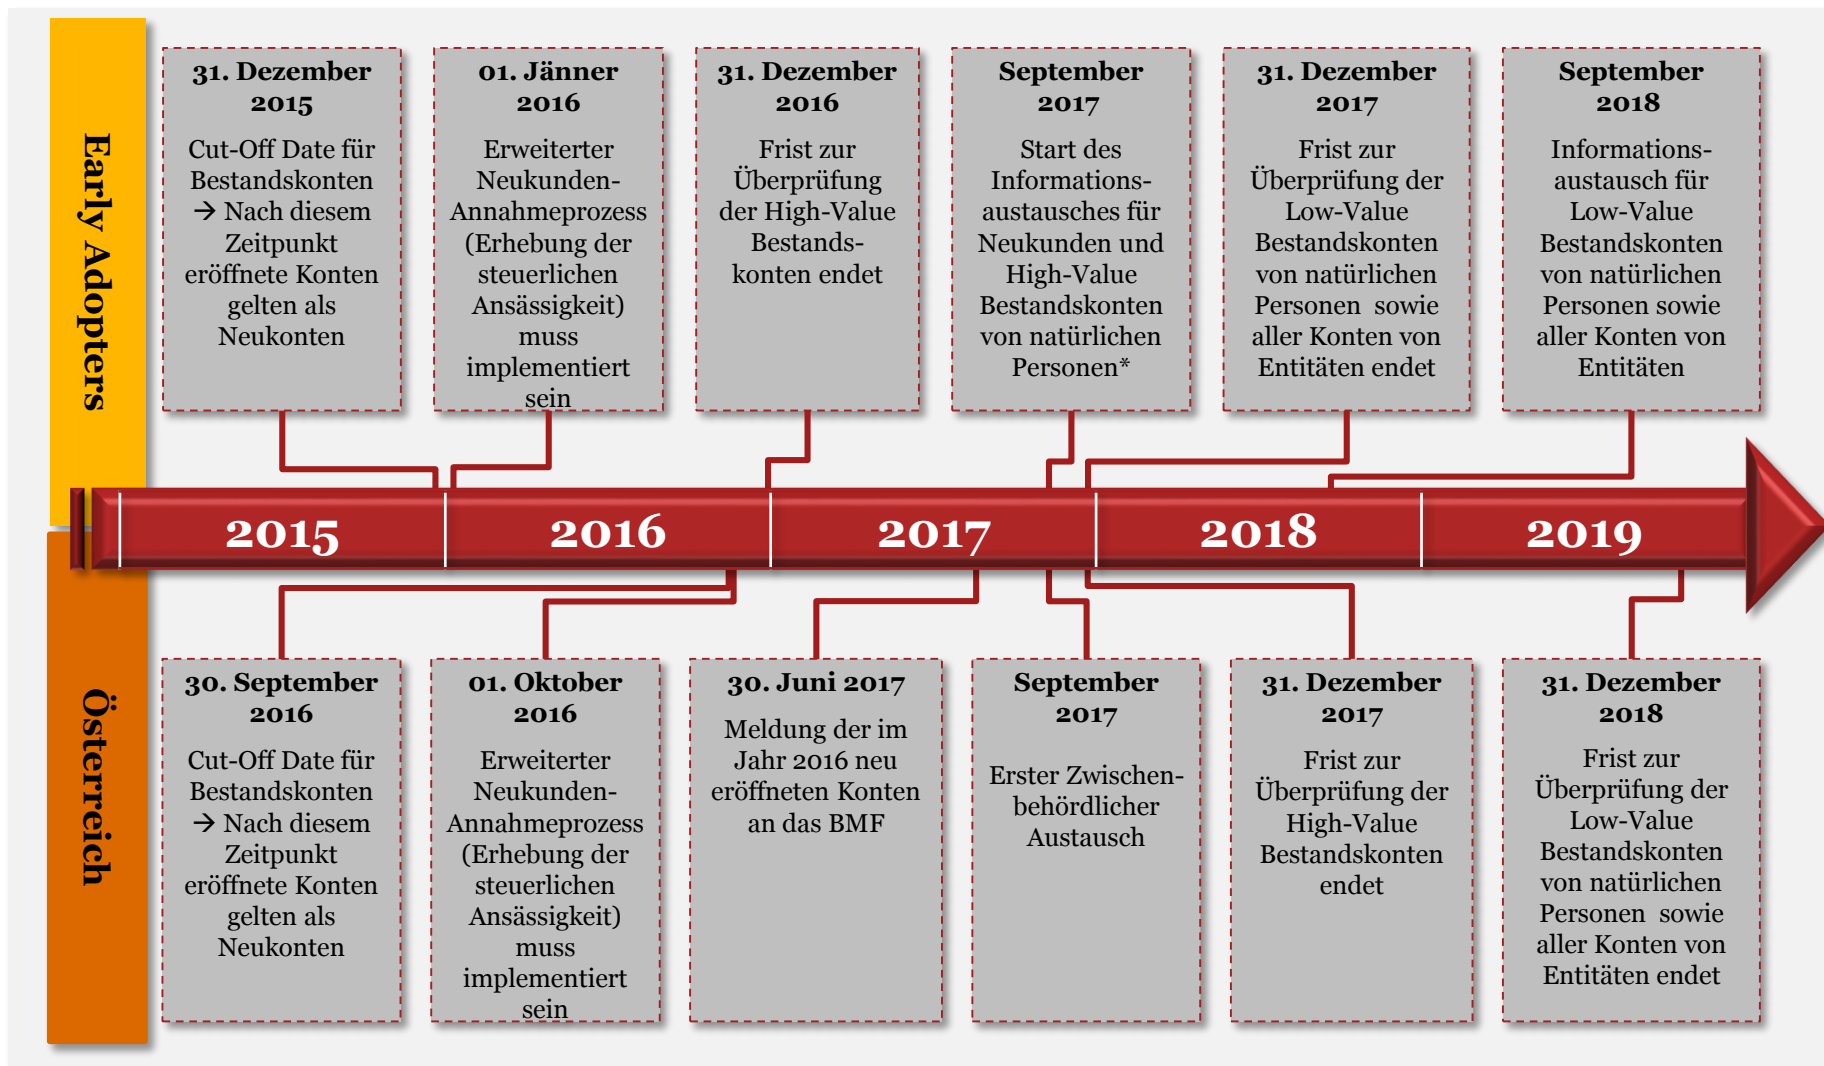 Early Adopters
31. Dezember
2015
Cut-Off Date für
Bestandskonten
→ Nach diesem
Zeitpunkt
eröffnete Konten
gelten als
Neukonten
01. Jänner
2016
Erweiterter
Neukunden-
Annahmeprozess
(Erhebung der
steuerlichen
Ansässigkeit)
muss
implementiert
sein
31. Dezember
2016
Frist zur
Überprüfung
der High-Value
Bestands-
konten endet
September
2017
Start des
Informations-
austausches für
Neukunden und
High-Value
Bestandskonten
von natürlichen
Personen*
31. Dezember
2017
Frist zur
Überprüfung der
Low-Value
Bestandskonten
von natürlichen
Personen  sowie
aller Konten von
Entitäten endet
September
2018
Informations-
austausch für
Low-Value
Bestandskonten
von natürlichen
Personen sowie
aller Konten von
Entitäten
2015
2016
2017
2018
2019
Österreich
30. September
2016
Cut-Off Date für
Bestandskonten
→ Nach diesem
Zeitpunkt
eröffnete Konten
gelten als
Neukonten
01. Oktober
2016
Erweiterter
Neukunden-
Annahmeprozess
(Erhebung der
steuerlichen
Ansässigkeit)
muss
implementiert
sein
30. Juni 2017
Meldung der im
Jahr 2016 neu
eröffneten Konten
an das BMF
September
2017
Erster Zwischen-
behördlicher
Austausch
31. Dezember
2017
Frist zur
Überprüfung der
High-Value
Bestandskonten
endet
31. Dezember
2018
Frist zur
Überprüfung der
Low-Value
Bestandskonten
von natürlichen
Personen  sowie
aller Konten von
Entitäten endet